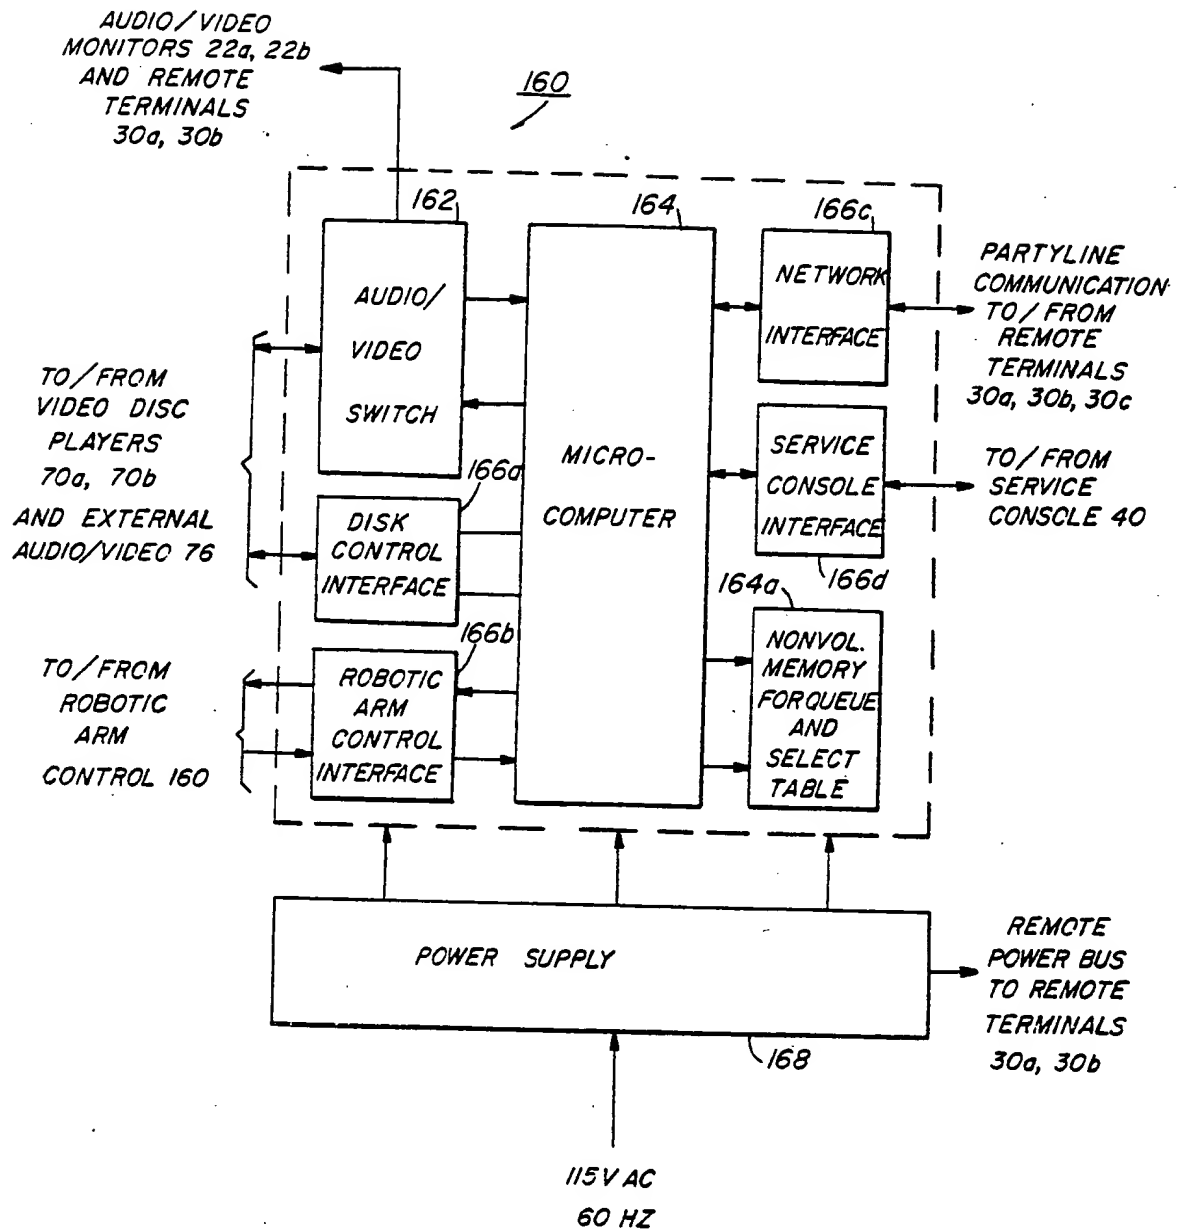 AUDIO/VIDEO
MONITORS 22a, 22b
AND REMOTE
TERMINALS
30a, 30b
160
162
164
166c
AUDIO/
VIDEO
SWITCH
NETWORK
INTERFACE
PARTYLINE
COMMUNICATION
TO/FROM
REMOTE
TERMINALS
30a, 30b, 30c
TO/FROM
VIDEO DISC
PLAYERS
70a, 70b
AND EXTERNAL
AUDIO/VIDEO 76
166a
DISK
CONTROL
INTERFACE
MICRO-
COMPUTER
SERVICE
CONSOLE
INTERFACE
TO/FROM
SERVICE
CONSOLE 40
166d
164a
166b
TO/FROM
ROBOTIC
ARM
CONTROL 160
ROBOTIC
ARM
CONTROL
INTERFACE
NONVOL.
MEMORY
FOR QUEUE
AND
SELECT
TABLE
POWER SUPPLY
REMOTE
POWER BUS
TO REMOTE
TERMINALS
30a, 30b
168
115V AC
60 HZ